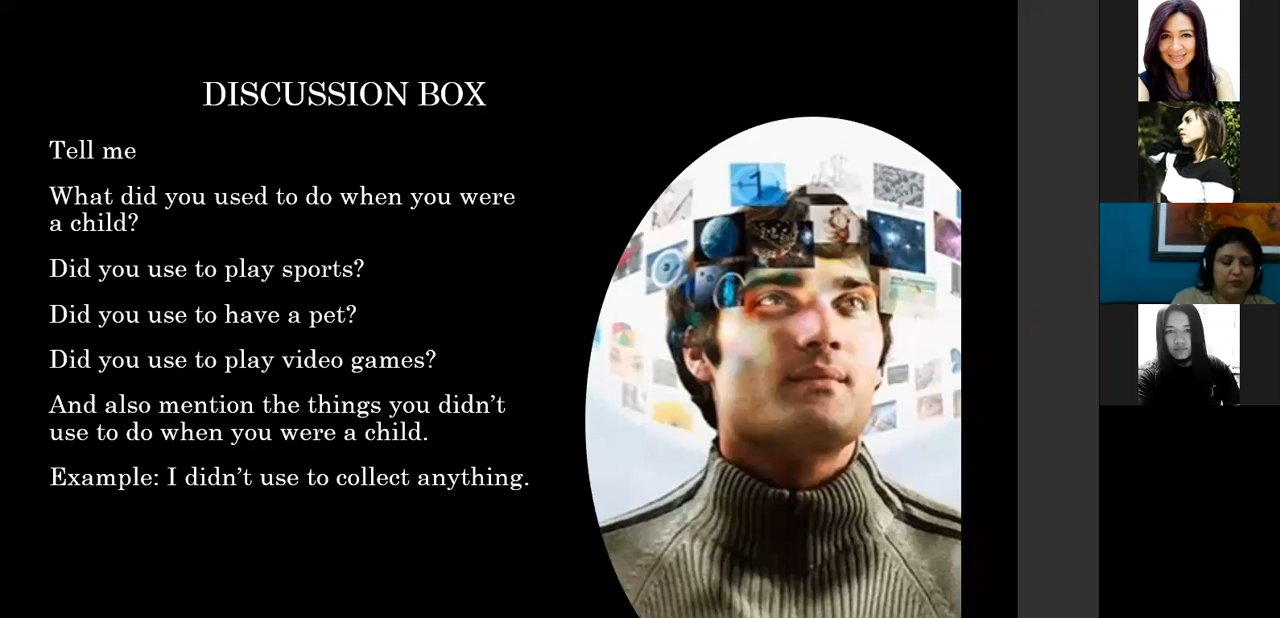 DISCUSSION BOX
Tell me
What did you used to do when you were
a child?
Did you use to play sports?
Did you use to have a pet?
Did you use to play video games?
And also mention the things you didn’t
use to do when you were a child.
Example: I didn’t use to collect anything.